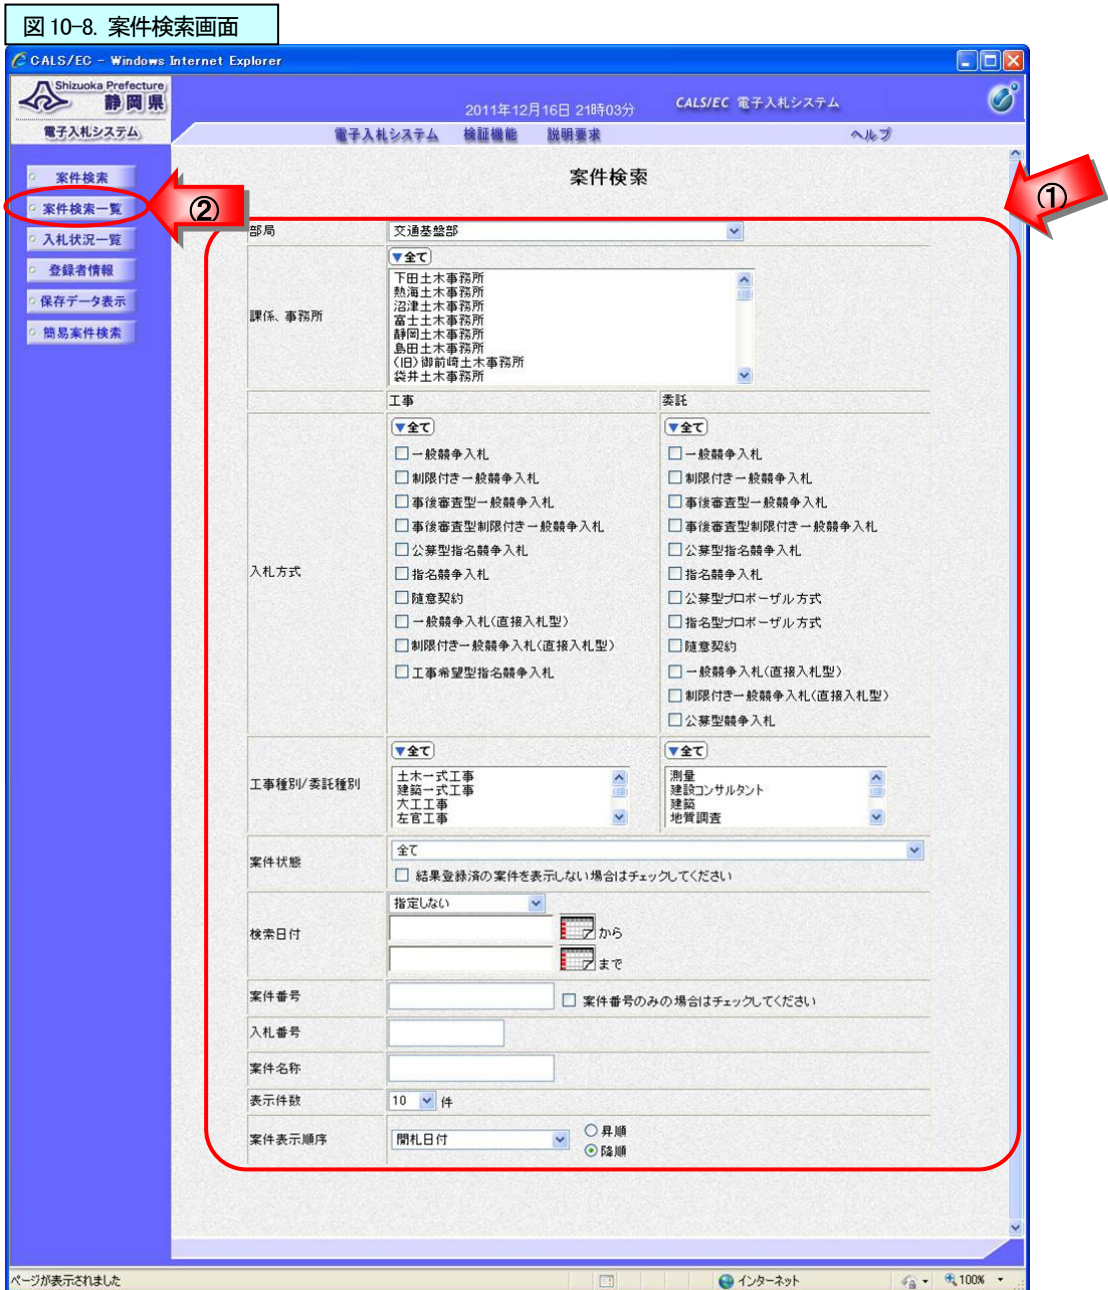 図 10-8. 案件検索画面
CALS/EC - Windows Internet Explorer
Shizuoka Prefecture
静岡県
2011年12月16日 21時03分
CALS/EC 電子入札システム
電子入札システム
電子入札システム 検証機能 説明要求 ヘルプ
案件検索
案件検索一覧
入札状況一覧
登録者情報
保存データ表示
簡易案件検索
②
①
案件検索
部局 交通基盤部
▼全て
課係、事務所
下田土木事務所
熱海土木事務所
沼津土木事務所
富士土木事務所
静岡土木事務所
島田土木事務所
(旧)御前崎土木事務所
袋井土木事務所
工事 委託
入札方式
▼全て
一般競争入札
制限付き一般競争入札
事後審査型一般競争入札
事後審査型制限付き一般競争入札
公募型指名競争入札
指名競争入札
随意契約
一般競争入札(直接入札型)
制限付き一般競争入札(直接入札型)
工事希望型指名競争入札
▼全て
一般競争入札
制限付き一般競争入札
事後審査型一般競争入札
事後審査型制限付き一般競争入札
公募型指名競争入札
指名競争入札
公募型プロポーザル方式
指名型プロポーザル方式
随意契約
一般競争入札(直接入札型)
制限付き一般競争入札(直接入札型)
公募型競争入札
工事種別/委託種別
▼全て
土木一式工事
建築一式工事
大工工事
左官工事
▼全て
測量
建設コンサルタント
建築
地質調査
案件状態
全て
結果登録済の案件を表示しない場合はチェックしてください
検索日付
指定しない
から
まで
案件番号 案件番号のみの場合はチェックしてください
入札番号
案件名称
表示件数 10 件
案件表示順序 開札日付
昇順
降順
ページが表示されました
インターネット
100%